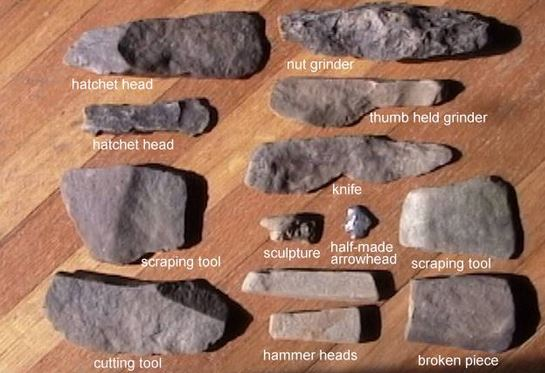 hatchet head
nut grinder
hatchet head
thumb held grinder
knife
scraping tool
sculpture
half-made
arrowhead
scraping tool
cutting tool
hammer heads
broken piece